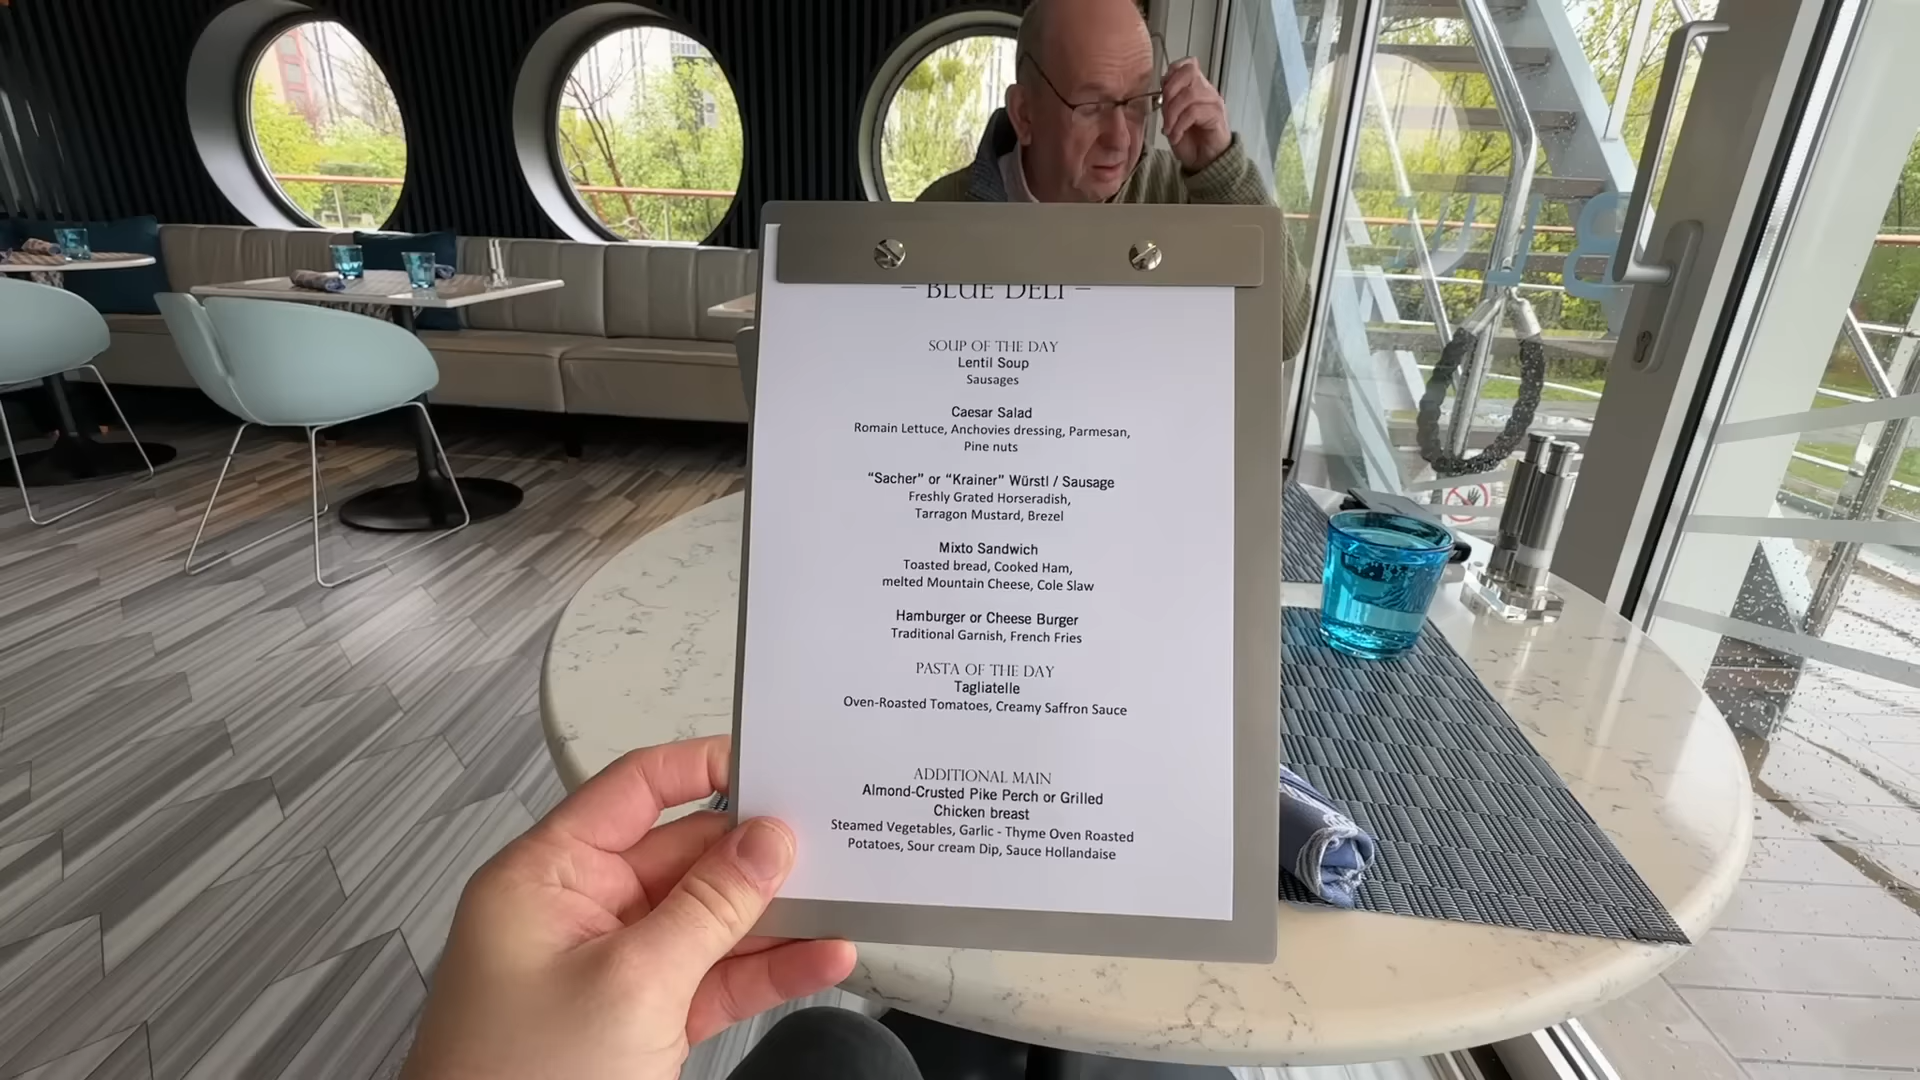 – BLUE DELI –
SOUP OF THE DAY
Lentil Soup
Sausages
Caesar Salad
Romain Lettuce, Anchovies dressing, Parmesan,
Pine nuts
“Sacher” or “Krainer” Würstl / Sausage
Freshly Grated Horseradish,
Tarragon Mustard, Brezel
Mixto Sandwich
Toasted bread, Cooked Ham,
melted Mountain Cheese, Cole Slaw
Hamburger or Cheese Burger
Traditional Garnish, French Fries
PASTA OF THE DAY
Tagliatelle
Oven-Roasted Tomatoes, Creamy Saffron Sauce
ADDITIONAL MAIN
Almond-Crusted Pike Perch or Grilled
Chicken breast
Steamed Vegetables, Garlic - Thyme Oven Roasted
Potatoes, Sour cream Dip, Sauce Hollandaise